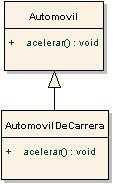 Automovil
+ acelerar() : void
AutomovilDeCarrera
+ acelerar() : void